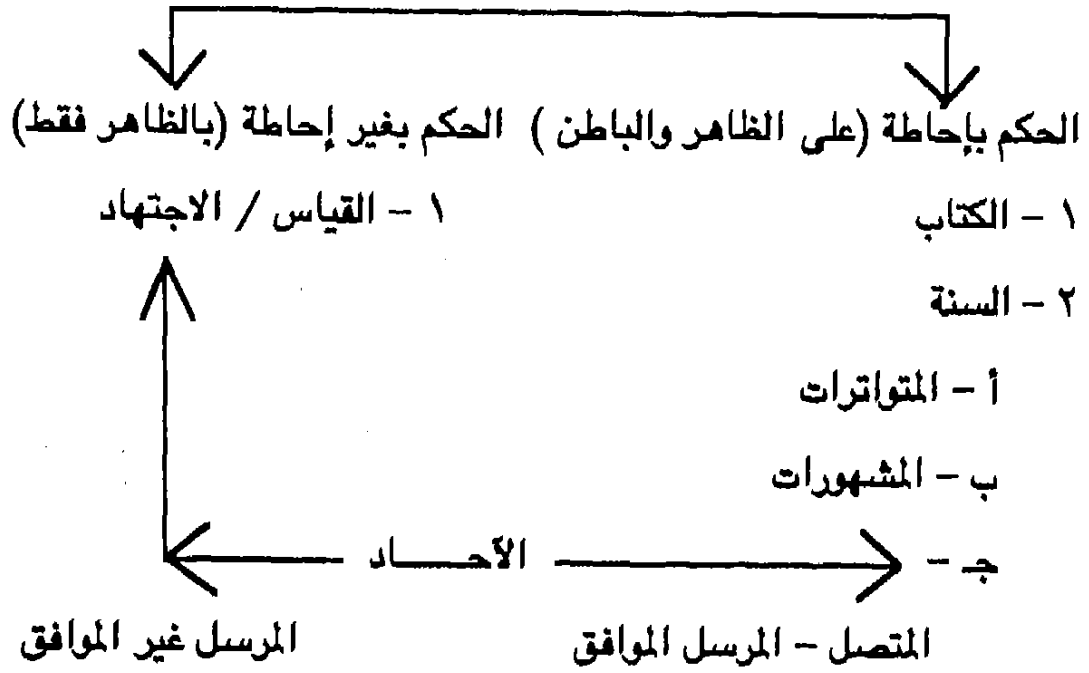 الحكم بإحاطة (على الظاهر والباطن ) الحكم بغير إحاطة (بالظاهر فقط)
١ - الكتاب ١ - القياس / الاجتهاد
٢ - السنة
أ - المتواترات
ب - المشهورات
جـ - الآحـــــاد
المتصل - المرسل الموافق المرسل غير الموافق